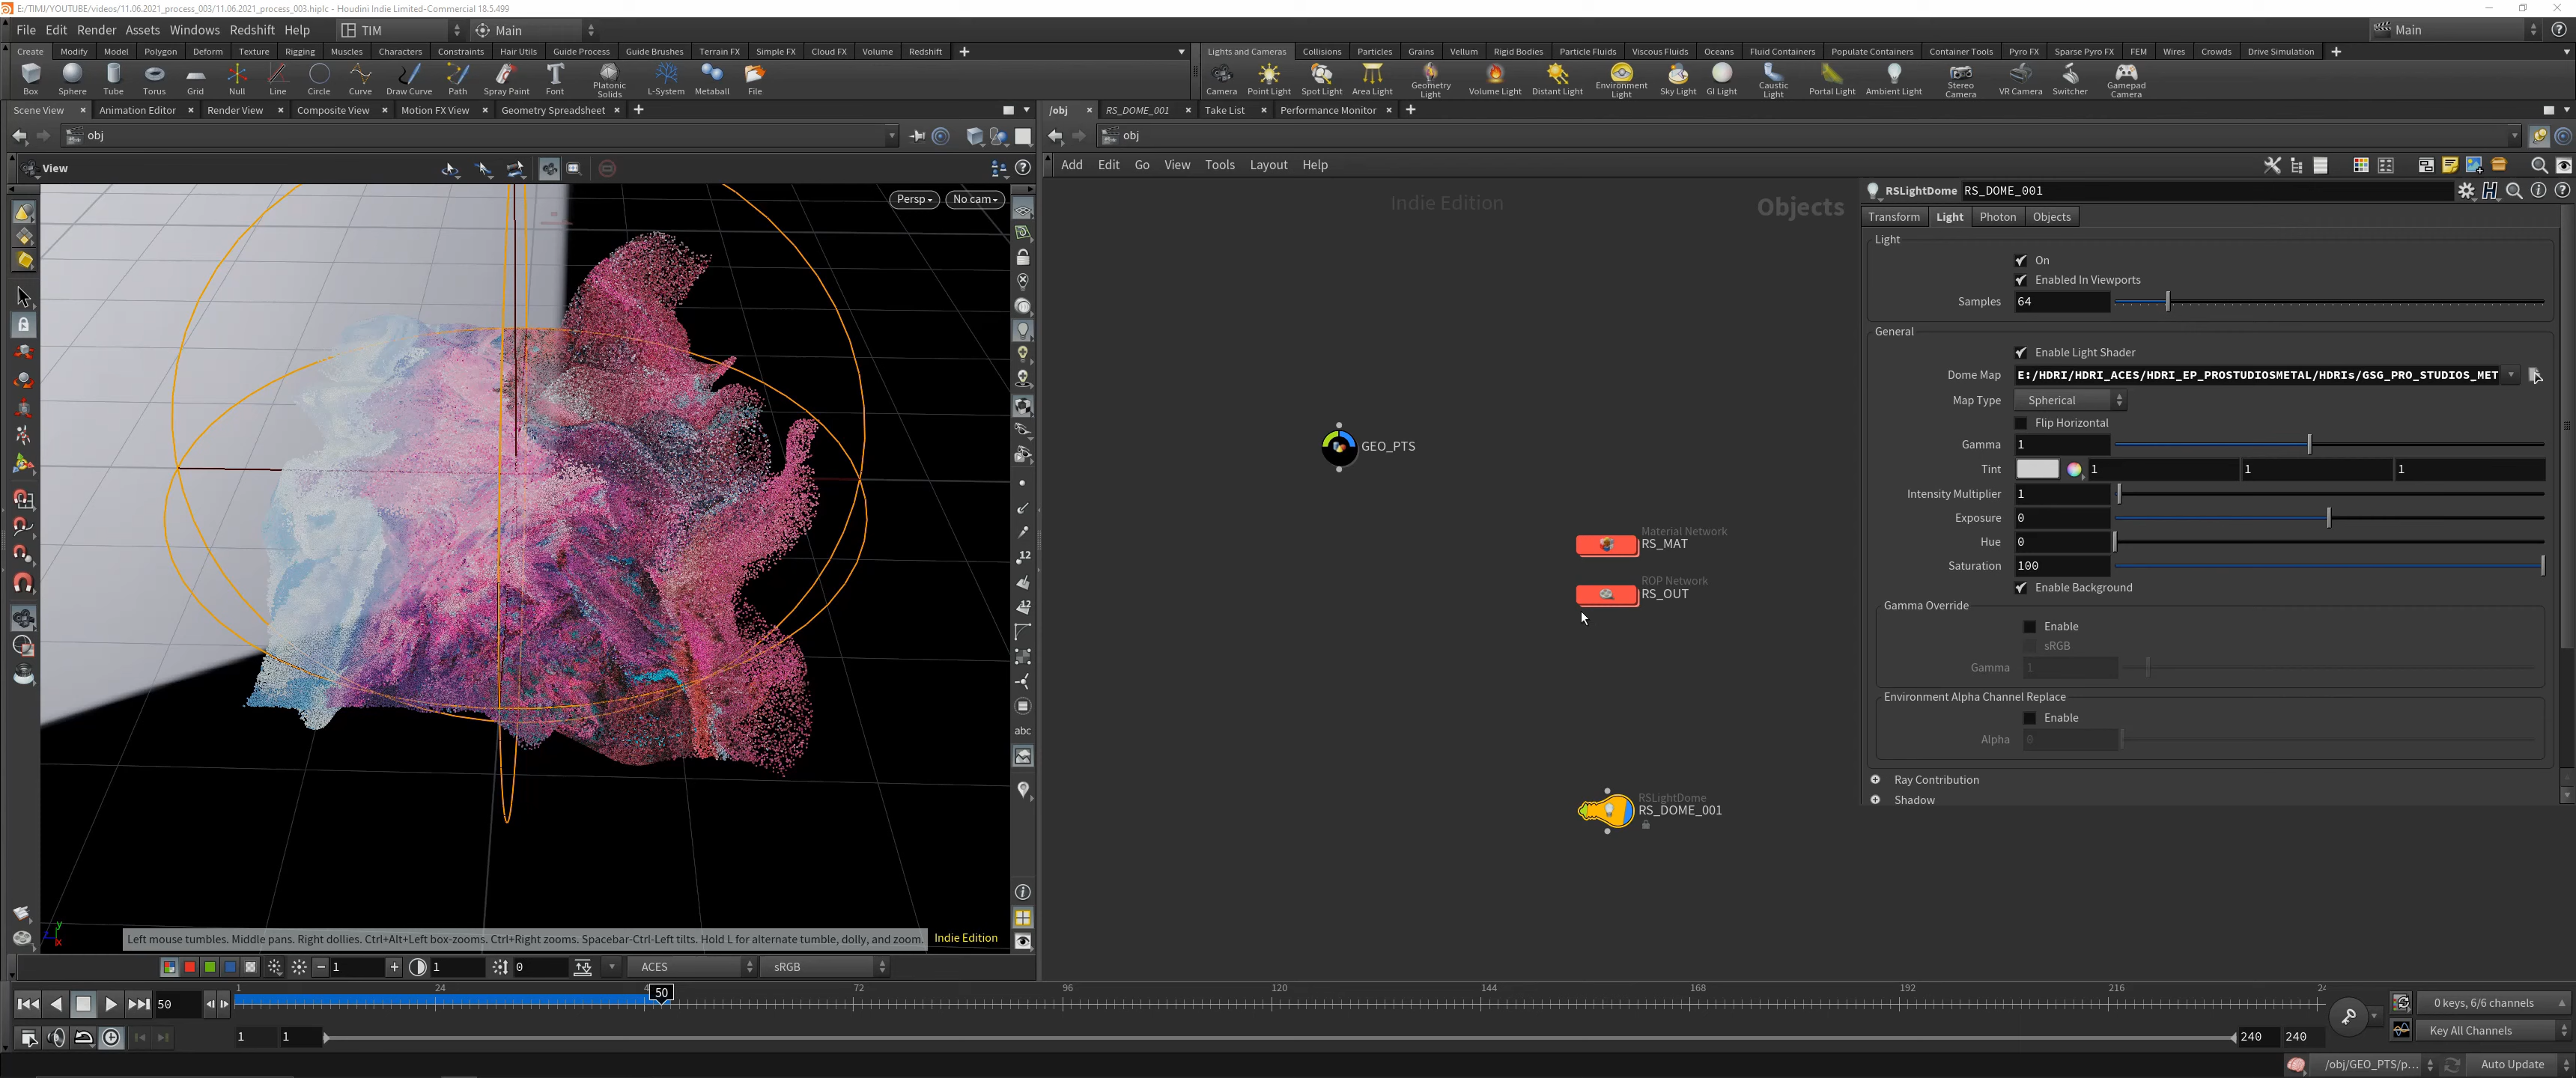 E:/TIMJ/YOUTUBE/videos/11.06.2021_process_003/11.06.2021_process_003.hiplc - Houdini Indie Limited-Commercial 18.5.499
File Edit Render Assets Windows Redshift Help TIM Main Main
Create Modify Model Polygon Deform Texture Rigging Muscles Characters Constraints Hair Utils Guide Process Guide Brushes Terrain FX Simple FX Cloud FX Volume Redshift
Lights and Cameras Collisions Particles Grains Vellum Rigid Bodies Particle Fluids Viscous Fluids Oceans Fluid Containers Populate Containers Container Tools Pyro FX Sparse Pyro FX FEM Wires Crowds Drive Simulation
Box Sphere Tube Torus Grid Null Line Circle Curve Draw Curve Path Spray Paint Font Platonic Solids L-System Metaball File
Camera Point Light Spot Light Area Light Geometry Light Volume Light Distant Light Environment Light Sky Light GI Light Caustic Light Portal Light Ambient Light Stereo Camera VR Camera Switcher Gamepad Camera
Scene View Animation Editor Render View Composite View Motion FX View Geometry Spreadsheet
/obj RS_DOME_001 Take List Performance Monitor
obj
obj
View
Add Edit Go View Tools Layout Help
Persp No cam
Indie Edition
Objects
GEO_PTS
Material Network
RS_MAT
ROP Network
RS_OUT
RSLightDome
RS_DOME_001
RSLightDome RS_DOME_001
Transform Light Photon Objects
Light
On
Enabled In Viewports
Samples 64
General
Enable Light Shader
Dome Map E:/HDRI/HDRI_ACES/HDRI_EP_PROSTUDIOSMETAL/HDRIs/GSG_PRO_STUDIOS_MET
Map Type Spherical
Flip Horizontal
Gamma 1
Tint 1 1 1
Intensity Multiplier 1
Exposure 0
Hue 0
Saturation 100
Enable Background
Gamma Override
Enable
sRGB
Gamma 1
Environment Alpha Channel Replace
Enable
Alpha 0
Ray Contribution
Shadow
12
12
abc
y
x
Left mouse tumbles. Middle pans. Right dollies. Ctrl+Alt+Left box-zooms. Ctrl+Right zooms. Spacebar-Ctrl-Left tilts. Hold L for alternate tumble, dolly, and zoom. Indie Edition
1 1 0 ACES sRGB
50 1 24 50 72 96 120 144 168 192 216
0 keys, 6/6 channels
1 1 240 240
Key All Channels
/obj/GEO_PTS/p... Auto Update